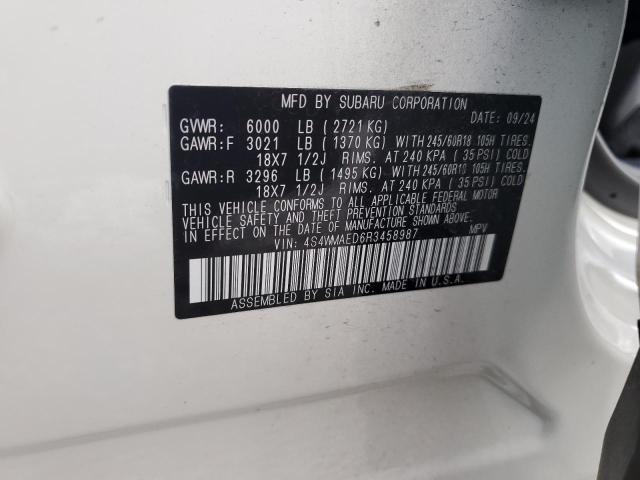 MFD BY SUBARU CORPORATION DATE: 09/24
GVWR: 6000 LB (2721 KG)
GAWR:F 3021 LB (1370 KG) WITH 245/60R18 105H TIRES.
18X7 1/2J RIMS. AT 240 KPA (35 PSI) COLD
GAWR:R 3296 LB (1495 KG) WITH 245/60R18 105H TIRES.
18X7 1/2J RIMS. AT 240 KPA (35 PSI) COLD
THIS VEHICLE CONFORMS TO ALL APPLICABLE FEDERAL MOTOR
VEHICLE SAFETY AND THEFT PREVENTION STANDARDS IN EFFECT
ON THE DATE OF MANUFACTURE SHOWN ABOVE.
VIN: 4S4WMAED6R3458987 MPV
ASSEMBLED BY SIA INC. MADE IN U.S.A.